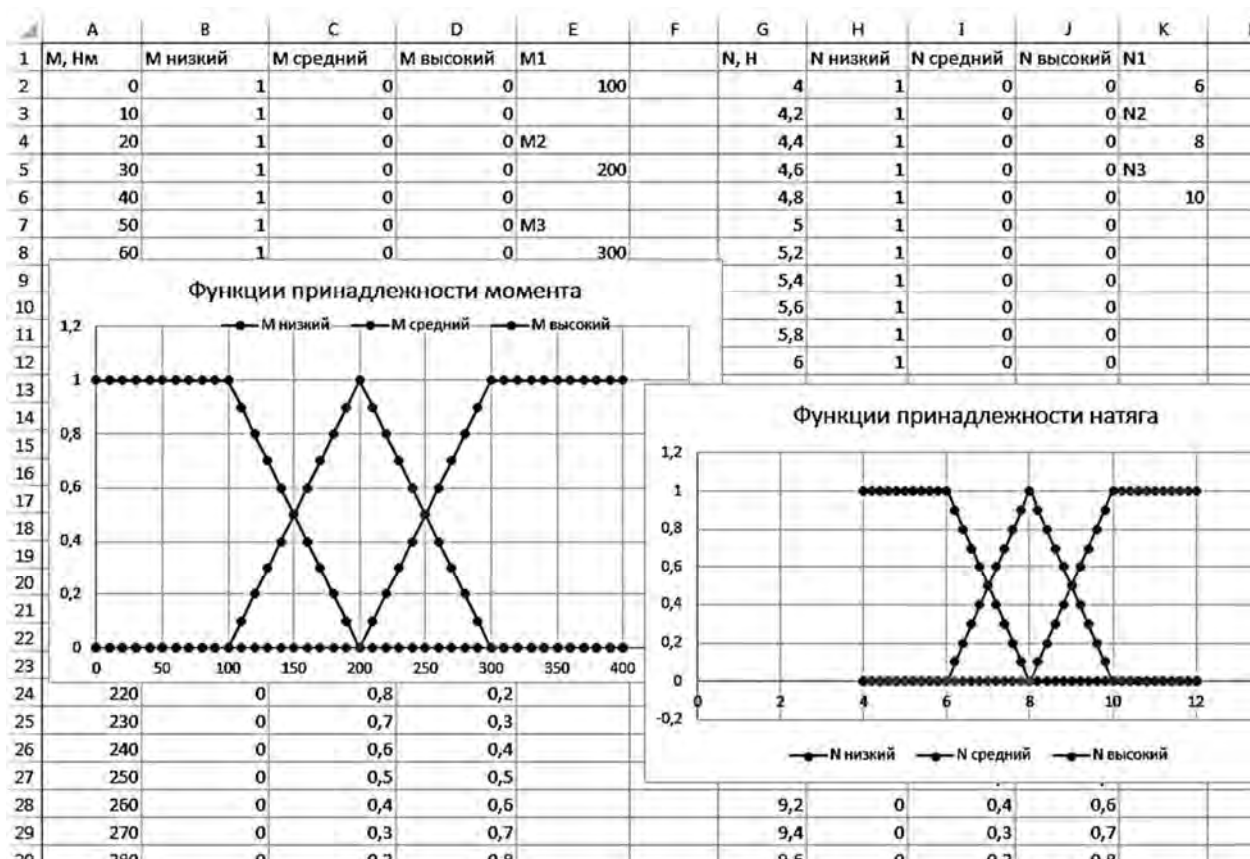 A B C D E F G H I J K
1 M, Нм M низкий M средний M высокий M1 N, Н N низкий N средний N высокий N1
2 0 1 0 0 100 4 1 0 0 6
3 10 1 0 0 4,2 1 0 0 N2
4 20 1 0 0 M2 4,4 1 0 0 8
5 30 1 0 0 200 4,6 1 0 0 N3
6 40 1 0 0 4,8 1 0 0 10
7 50 1 0 0 M3 5 1 0 0
8 60 1 0 0 300 5,2 1 0 0
9 5,4 1 0 0
10 5,6 1 0 0
11 5,8 1 0 0
12 6 1 0 0
13
14
15
16
17
18
19
20
21
22
23
Функции принадлежности момента
M низкий M средний M высокий
1,2
1
0,8
0,6
0,4
0,2
0
0 50 100 150 200 250 300 350 400
Функции принадлежности натяга
1,2
1
0,8
0,6
0,4
0,2
0
-0,2
0 2 4 6 8 10 12
N низкий N средний N высокий
24 220 0 0,8 0,2
25 230 0 0,7 0,3
26 240 0 0,6 0,4
27 250 0 0,5 0,5
28 260 0 0,4 0,6 9,2 0 0,4 0,6
29 270 0 0,3 0,7 9,4 0 0,3 0,7